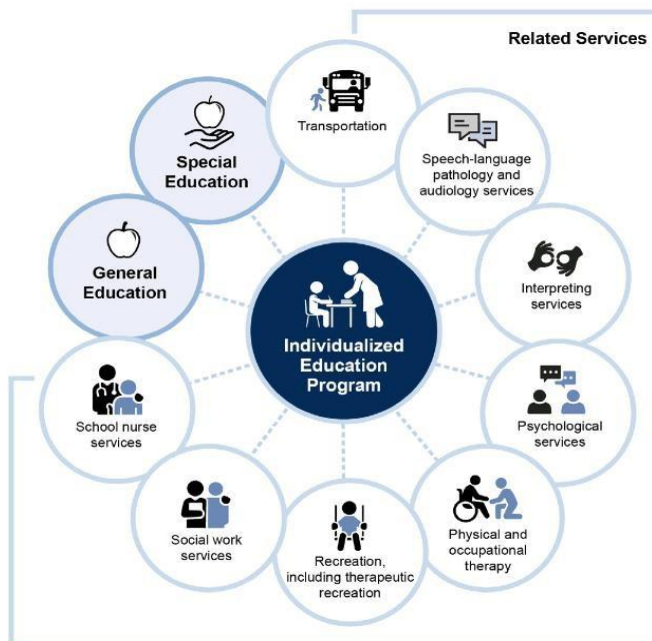 Related Services
Transportation
Speech-language
pathology and
audiology services
Interpreting
services
Psychological
services
Physical and
occupational
therapy
Recreation,
including therapeutic
recreation
Social work
services
School nurse
services
General
Education
Special
Education
Individualized
Education
Program